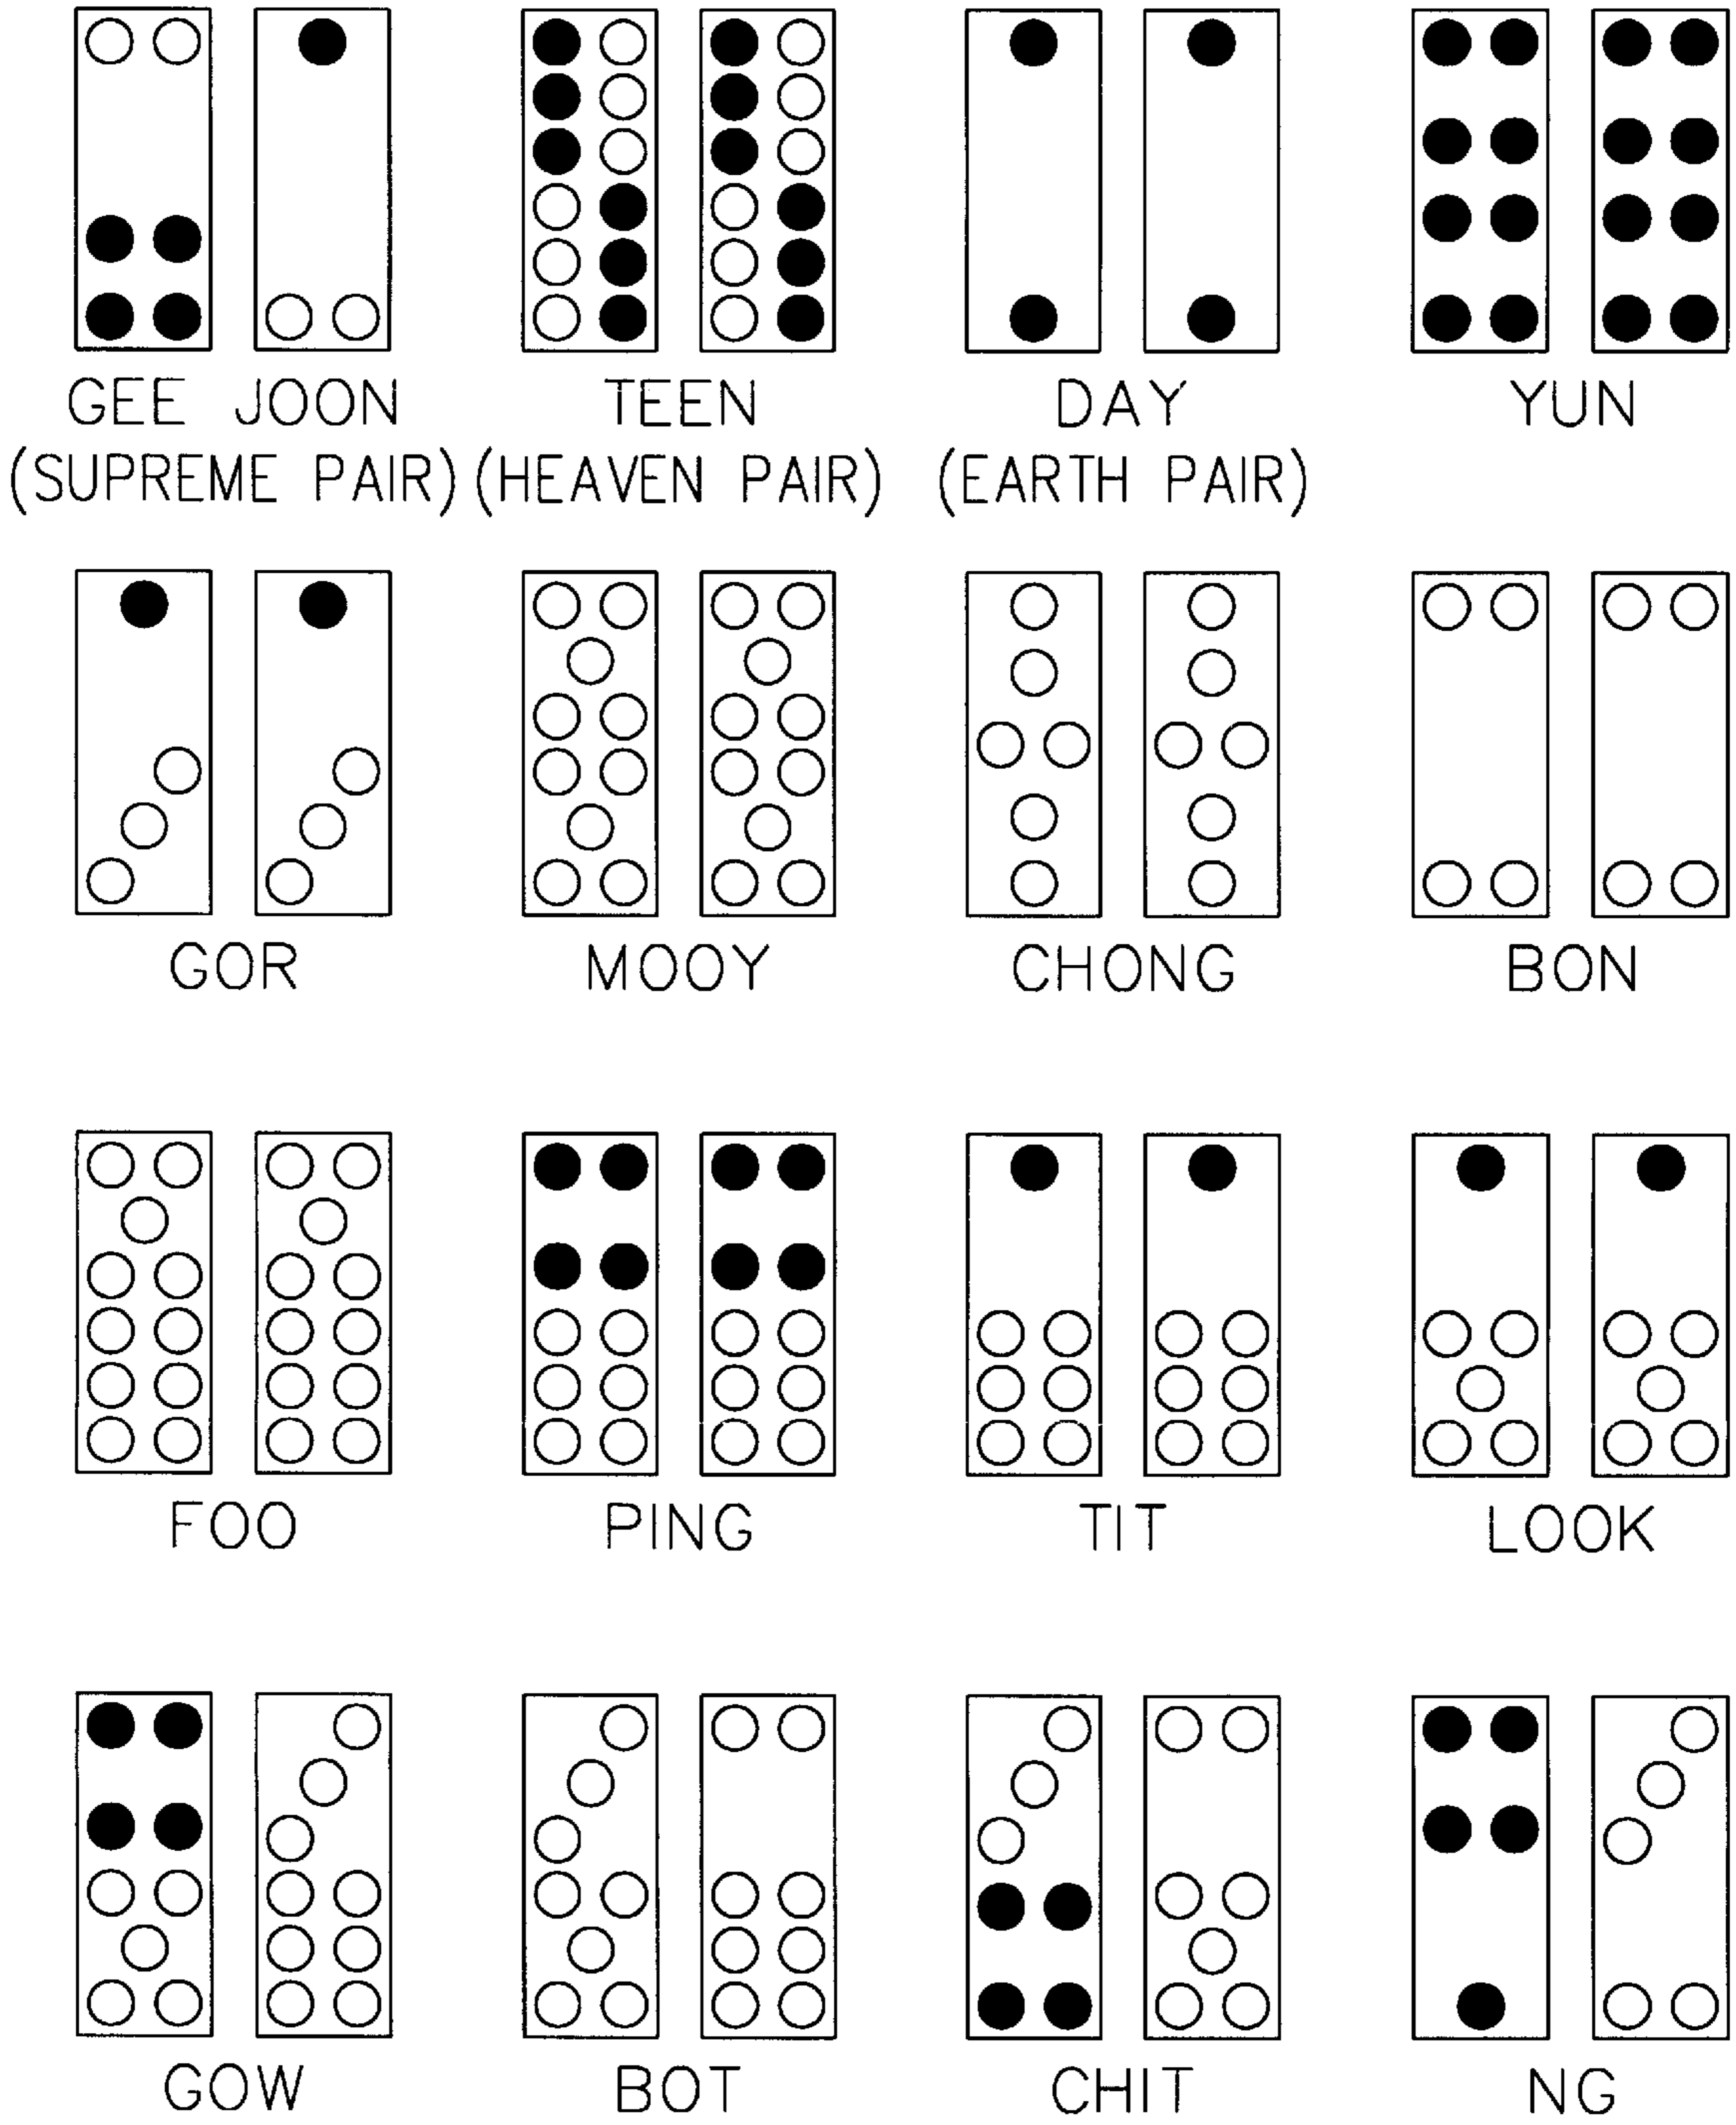 GEE JOON TEEN DAY YUN
(SUPREME PAIR) (HEAVEN PAIR) (EARTH PAIR)
GOR MOOY CHONG BON
FOO PING TIT LOOK
GOW BOT CHIT NG